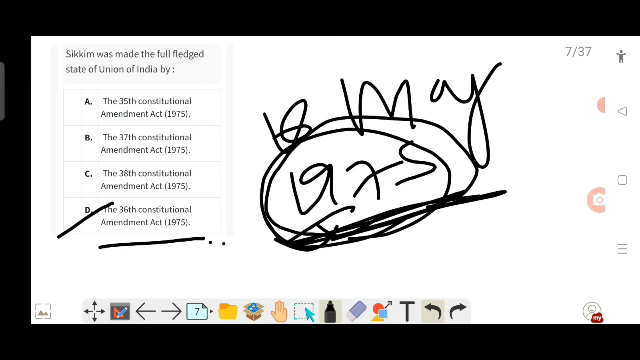 7/37
Sikkim was made the full fledged
state of Union of India by :
A. The 35th constitutional
Amendment Act (1975).
B. The 37th constitutional
Amendment Act (1975).
C. The 38th constitutional
Amendment Act (1975).
D. The 36th constitutional
Amendment Act (1975).
16 May
1975
7
T
my